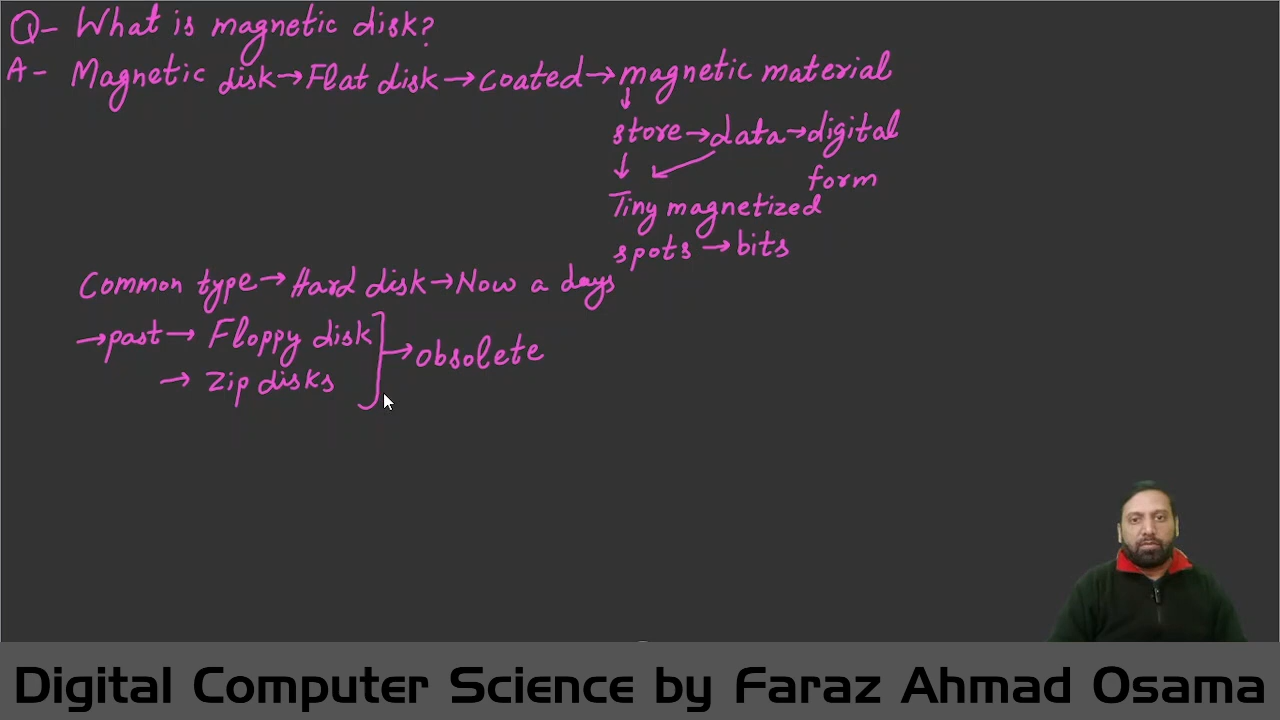 Q- What is magnetic disk?
A- Magnetic disk→Flat disk→Coated→magnetic material
↓
store→data→digital
form
↓
Tiny magnetized
spots→bits
Common type→Hard disk→Now a days
→past→ Floppy disk
→ Zip disks
→obsolete
Digital Computer Science by Faraz Ahmad Osama